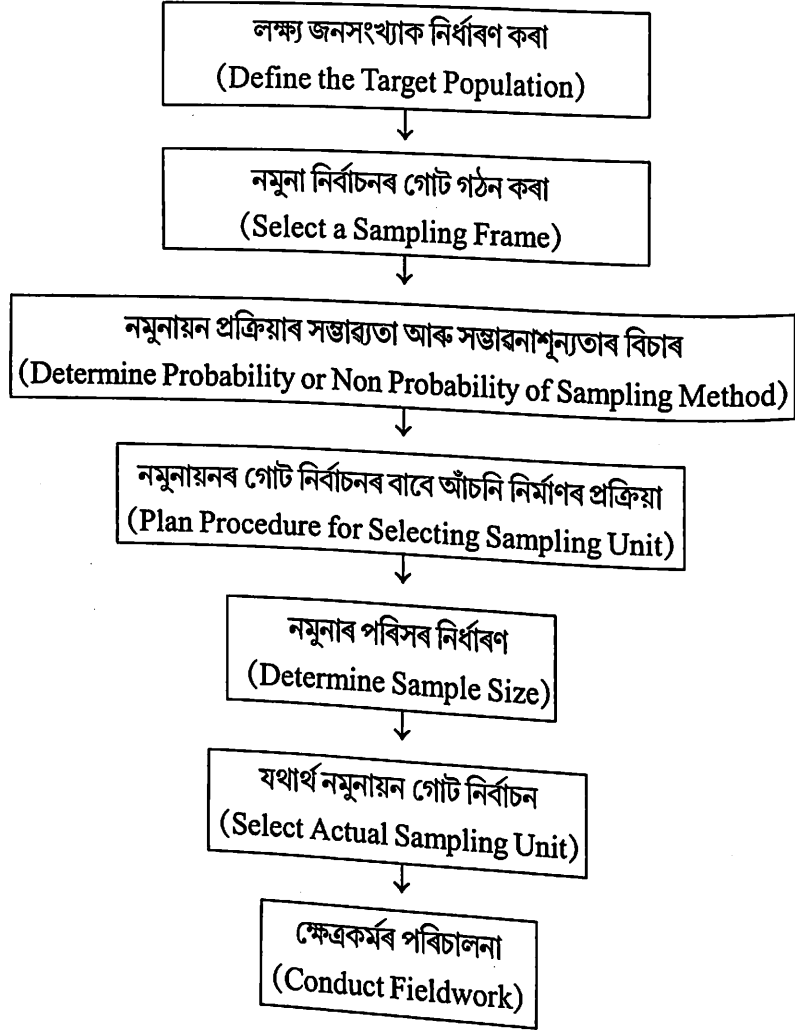 লক্ষ্য জনসংখ্যাক নিৰ্ধাৰণ কৰা
(Define the Target Population)
নমুনা নিৰ্বাচনৰ গোট গঠন কৰা
(Select a Sampling Frame)
নমুনায়ন প্ৰক্ৰিয়াৰ সম্ভাৱ্যতা আৰু সম্ভাৱনাশূন্যতাৰ বিচাৰ
(Determine Probability or Non Probability of Sampling Method)
নমুনায়নৰ গোট নিৰ্বাচনৰ বাবে আঁচনি নিৰ্মাণৰ প্ৰক্ৰিয়া
(Plan Procedure for Selecting Sampling Unit)
নমুনাৰ পৰিসৰ নিৰ্ধাৰণ
(Determine Sample Size)
যথাৰ্থ নমুনায়ন গোট নিৰ্বাচন
(Select Actual Sampling Unit)
ক্ষেত্ৰকৰ্মৰ পৰিচালনা
(Conduct Fieldwork)